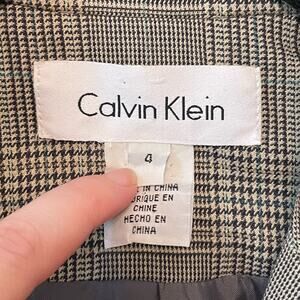 Calvin Klein
4
IN CHINA
EN
CHINE
HECHO EN
CHINA